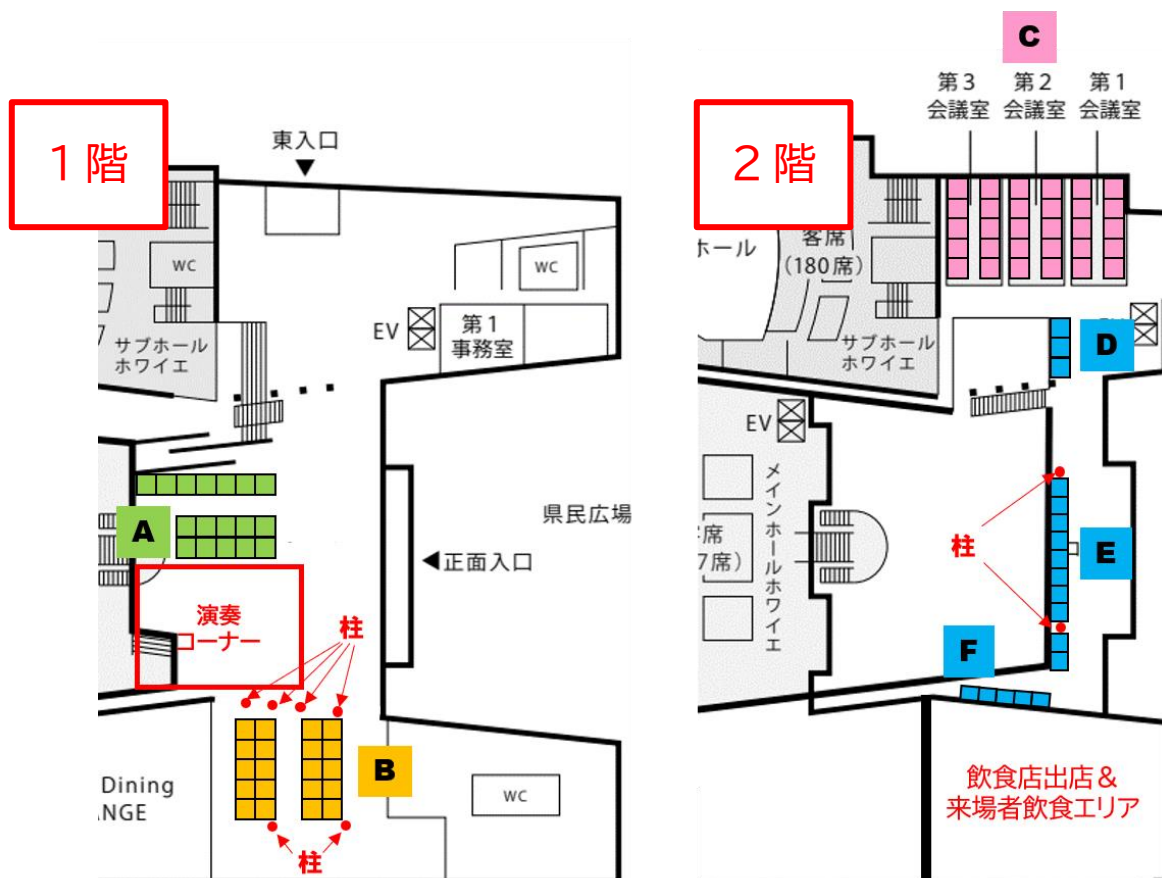 1階
東入口
WC
WC
EV
第1
事務室
サブホール
ホワイエ
A
演奏
コーナー
柱
正面入口
県民広場
B
Dining
ANGE
WC
柱
C
2階
第3
会議室
第2
会議室
第1
会議室
ホール
客席
(180席)
サブホール
ホワイエ
D
EV
メインホールホワイエ
席
7席)
柱
E
F
飲食店出店&
来場者飲食エリア